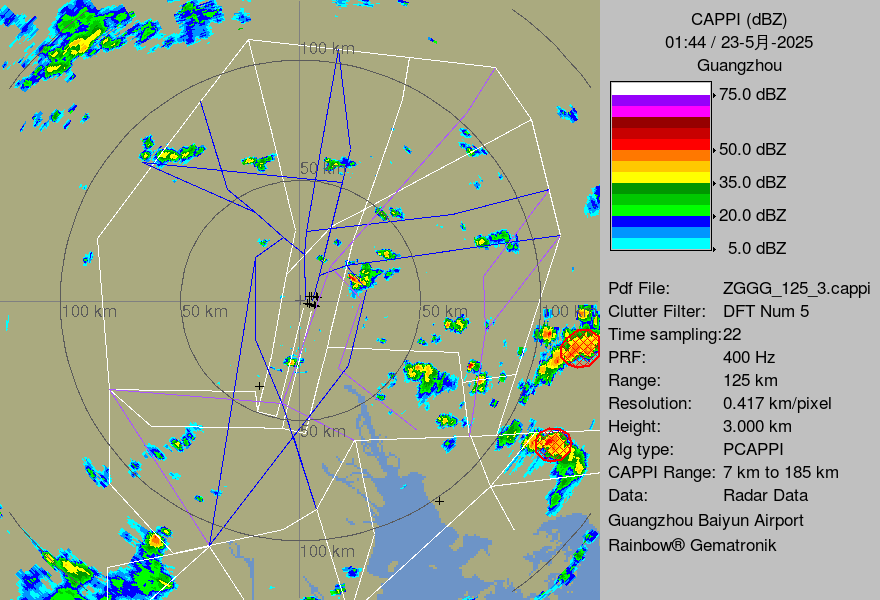 CAPPI (dBZ)
01:44 / 23-5月-2025
Guangzhou
75.0 dBZ
50.0 dBZ
35.0 dBZ
20.0 dBZ
5.0 dBZ
Pdf File: ZGGG_125_3.cappi
Clutter Filter: DFT Num 5
Time sampling:22
PRF: 400 Hz
Range: 125 km
Resolution: 0.417 km/pixel
Height: 3.000 km
Alg type: PCAPPI
CAPPI Range: 7 km to 185 km
Data: Radar Data
Guangzhou Baiyun Airport
Rainbow® Gematronik
100 km
50 km
100 km
50 km
50 km
100 km
50 km
100 km